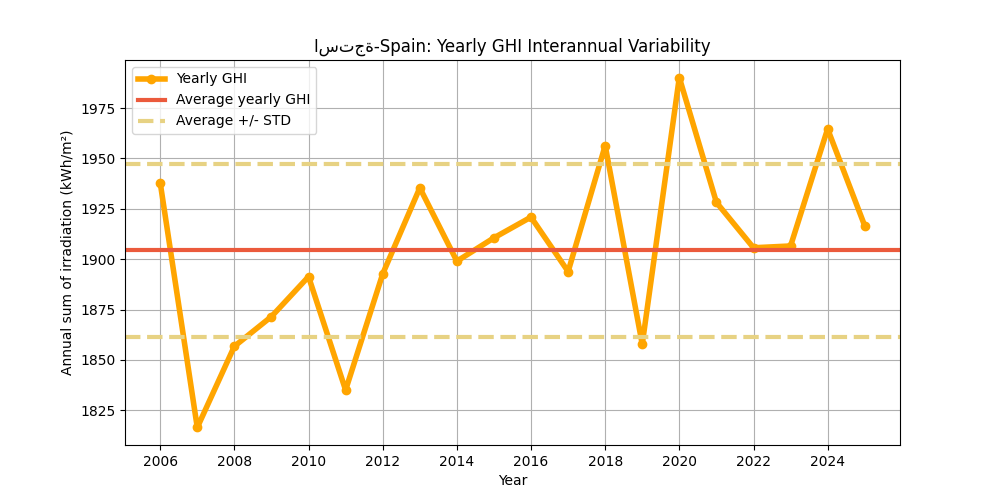 استجة-Spain: Yearly GHI Interannual Variability
Yearly GHI
Average yearly GHI
Average +/- STD
Annual sum of irradiation (kWh/m²)
1975
1950
1925
1900
1875
1850
1825
2006 2008 2010 2012 2014 2016 2018 2020 2022 2024
Year